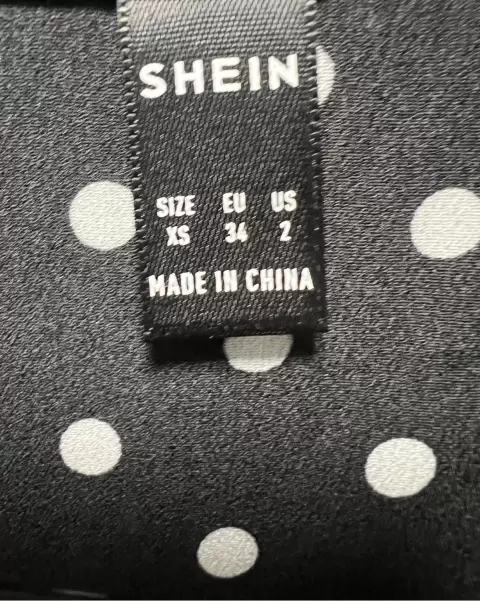 SHEIN
SIZE EU US
XS 34 2
MADE IN CHINA